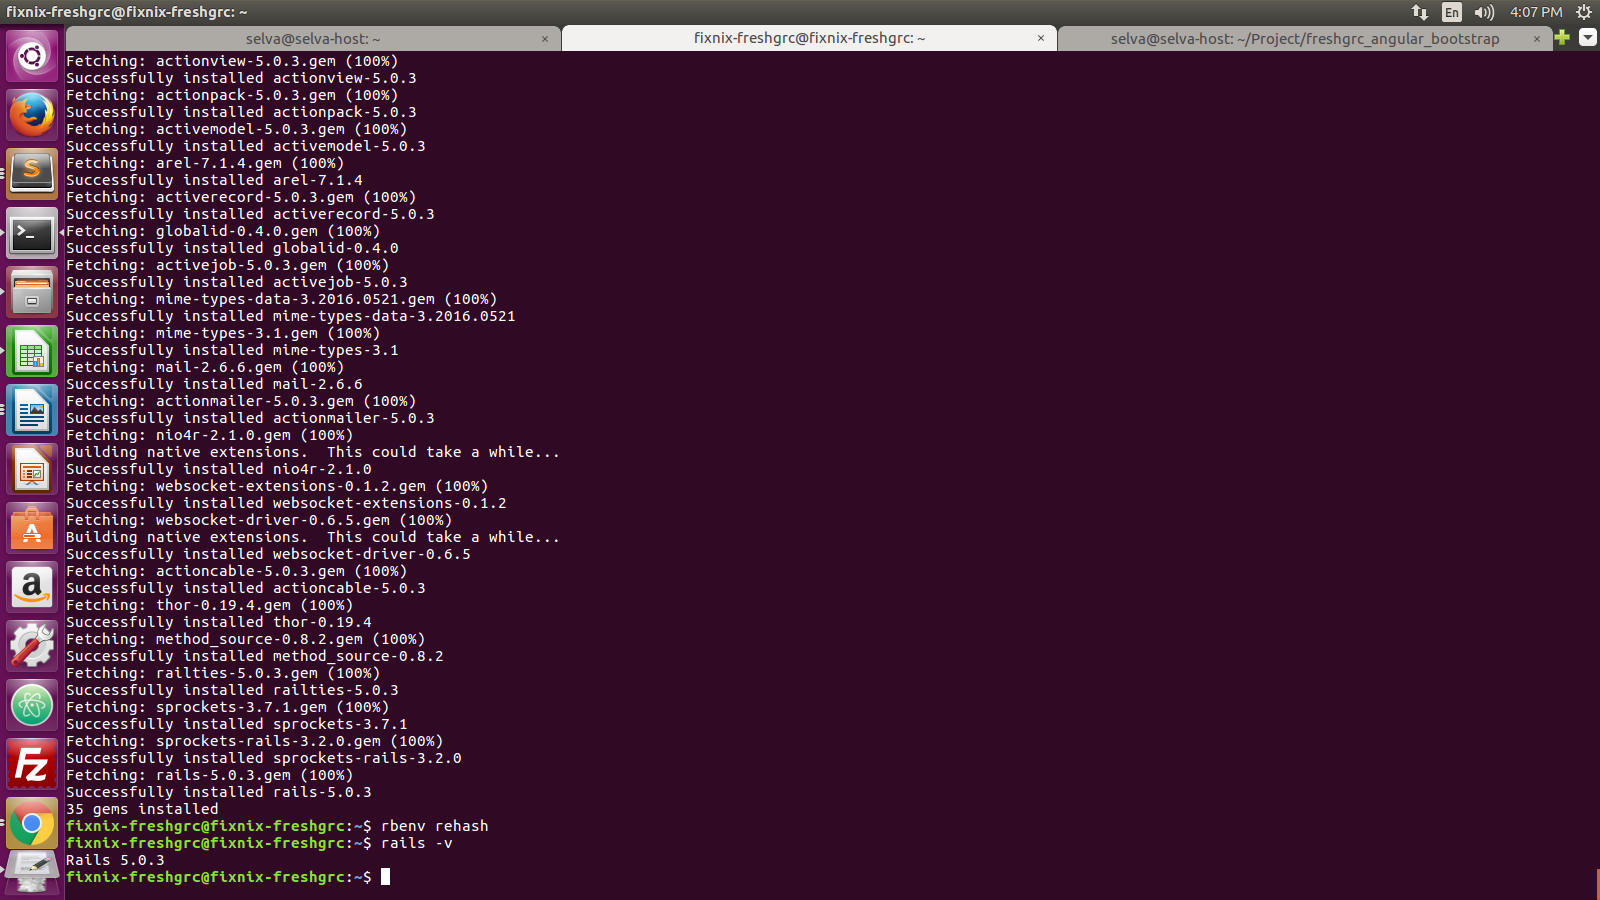 fixnix-freshgrc@fixnix-freshgrc: ~
En
4:07 PM
selva@selva-host: ~ ×
fixnix-freshgrc@fixnix-freshgrc: ~ ×
selva@selva-host: ~/Project/freshgrc_angular_bootstrap ×
Fetching: actionview-5.0.3.gem (100%)
Successfully installed actionview-5.0.3
Fetching: actionpack-5.0.3.gem (100%)
Successfully installed actionpack-5.0.3
Fetching: activemodel-5.0.3.gem (100%)
Successfully installed activemodel-5.0.3
Fetching: arel-7.1.4.gem (100%)
Successfully installed arel-7.1.4
Fetching: activerecord-5.0.3.gem (100%)
Successfully installed activerecord-5.0.3
Fetching: globalid-0.4.0.gem (100%)
Successfully installed globalid-0.4.0
Fetching: activejob-5.0.3.gem (100%)
Successfully installed activejob-5.0.3
Fetching: mime-types-data-3.2016.0521.gem (100%)
Successfully installed mime-types-data-3.2016.0521
Fetching: mime-types-3.1.gem (100%)
Successfully installed mime-types-3.1
Fetching: mail-2.6.6.gem (100%)
Successfully installed mail-2.6.6
Fetching: actionmailer-5.0.3.gem (100%)
Successfully installed actionmailer-5.0.3
Fetching: nio4r-2.1.0.gem (100%)
Building native extensions.  This could take a while...
Successfully installed nio4r-2.1.0
Fetching: websocket-extensions-0.1.2.gem (100%)
Successfully installed websocket-extensions-0.1.2
Fetching: websocket-driver-0.6.5.gem (100%)
Building native extensions.  This could take a while...
Successfully installed websocket-driver-0.6.5
Fetching: actioncable-5.0.3.gem (100%)
Successfully installed actioncable-5.0.3
Fetching: thor-0.19.4.gem (100%)
Successfully installed thor-0.19.4
Fetching: method_source-0.8.2.gem (100%)
Successfully installed method_source-0.8.2
Fetching: railties-5.0.3.gem (100%)
Successfully installed railties-5.0.3
Fetching: sprockets-3.7.1.gem (100%)
Successfully installed sprockets-3.7.1
Fetching: sprockets-rails-3.2.0.gem (100%)
Successfully installed sprockets-rails-3.2.0
Fetching: rails-5.0.3.gem (100%)
Successfully installed rails-5.0.3
35 gems installed
fixnix-freshgrc@fixnix-freshgrc:~$ rbenv rehash
fixnix-freshgrc@fixnix-freshgrc:~$ rails -v
Rails 5.0.3
fixnix-freshgrc@fixnix-freshgrc:~$